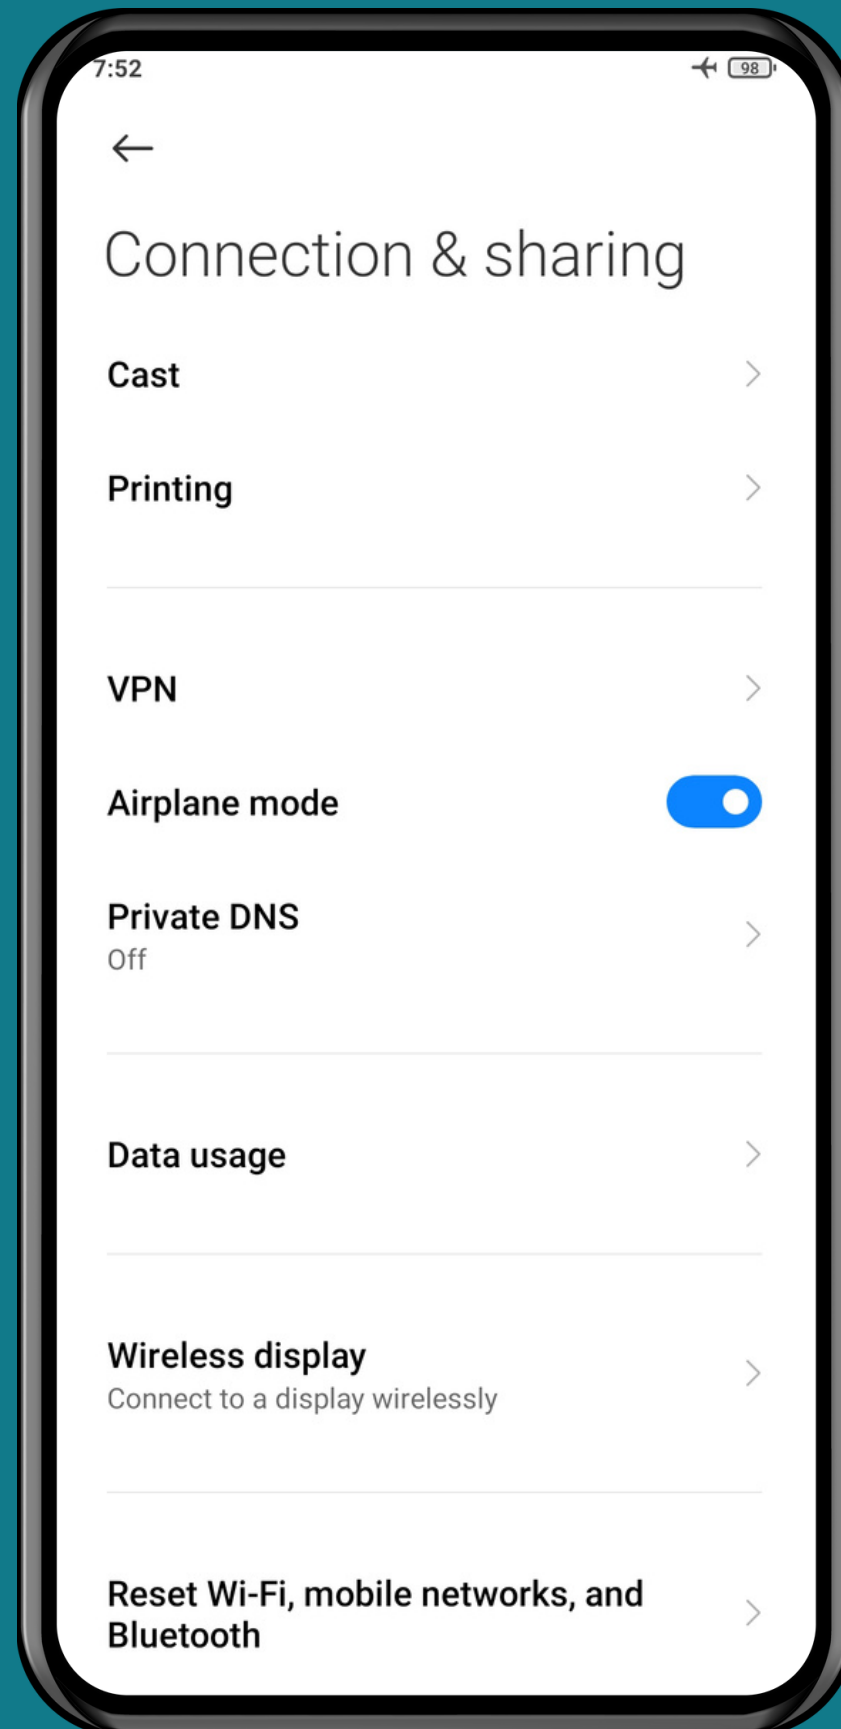 7:52
98
Connection & sharing
Cast
Printing
VPN
Airplane mode
Private DNS
Off
Data usage
Wireless display
Connect to a display wirelessly
Reset Wi-Fi, mobile networks, and
Bluetooth